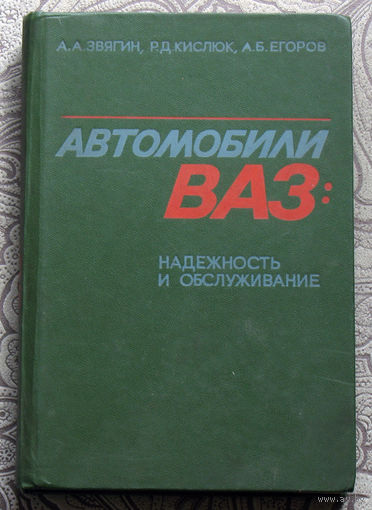 А.А.ЗВЯГИН, Р.Д.КИСЛЮК, А.Б.ЕГОРОВ
АВТОМОБИЛИ
ВАЗ:
НАДЕЖНОСТЬ
И ОБСЛУЖИВАНИЕ